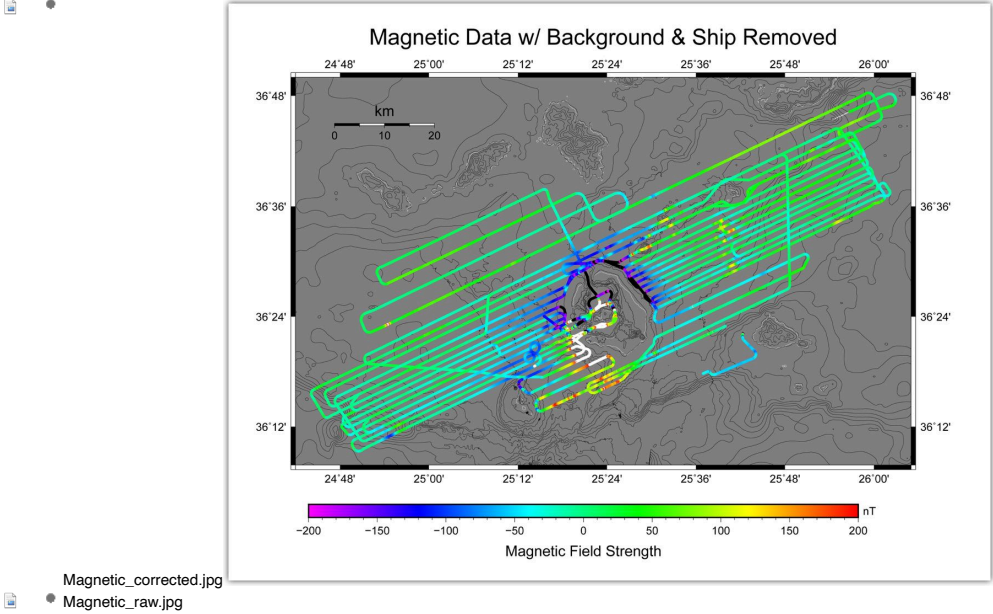 Magnetic Data w/ Background & Ship Removed
24˚48' 25˚00' 25˚12' 25˚24' 25˚36' 25˚48' 26˚00'
36˚48' 36˚48'
km
0 10 20
36˚36' 36˚36'
36˚24' 36˚24'
36˚12' 36˚12'
24˚48' 25˚00' 25˚12' 25˚24' 25˚36' 25˚48' 26˚00'
nT
−200 −150 −100 −50 0 50 100 150 200
Magnetic Field Strength
Magnetic_corrected.jpg
Magnetic_raw.jpg